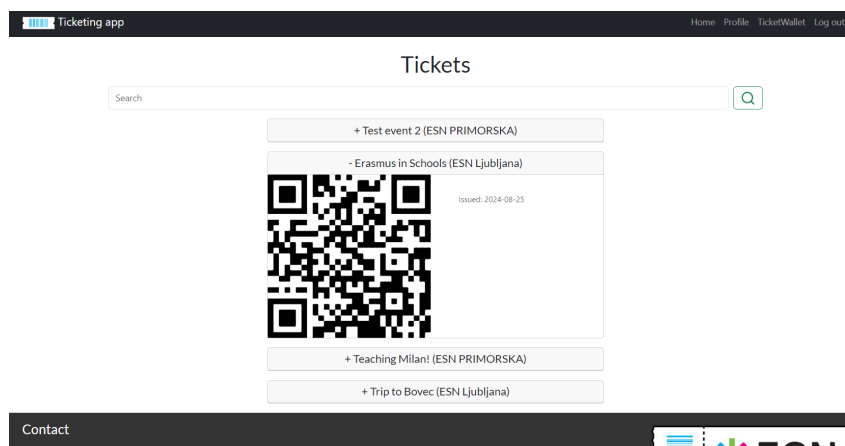 Ticketing app
Home Profile TicketWallet Log out
Tickets
Search
+ Test event 2 (ESN PRIMORSKA)
- Erasmus in Schools (ESN Ljubljana)
Issued: 2024-08-25
+ Teaching Milan! (ESN PRIMORSKA)
+ Trip to Bovec (ESN Ljubljana)
Contact
ESN